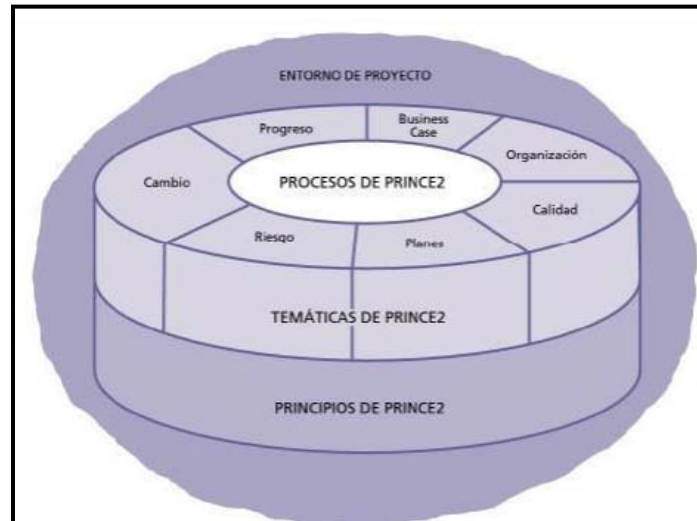 ENTORNO DE PROYECTO
Progreso
Business
Case
Organización
Cambio
PROCESOS DE PRINCE2
Calidad
Riesgo
Planes
TEMÁTICAS DE PRINCE2
PRINCIPIOS DE PRINCE2